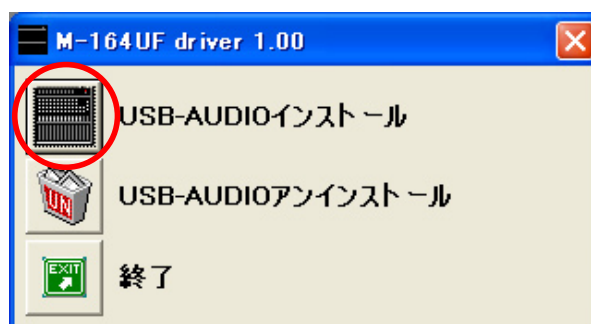 M-164UF driver 1.00
USB-AUDIOインストール
UN
USB-AUDIOアンインストール
EXIT
終了